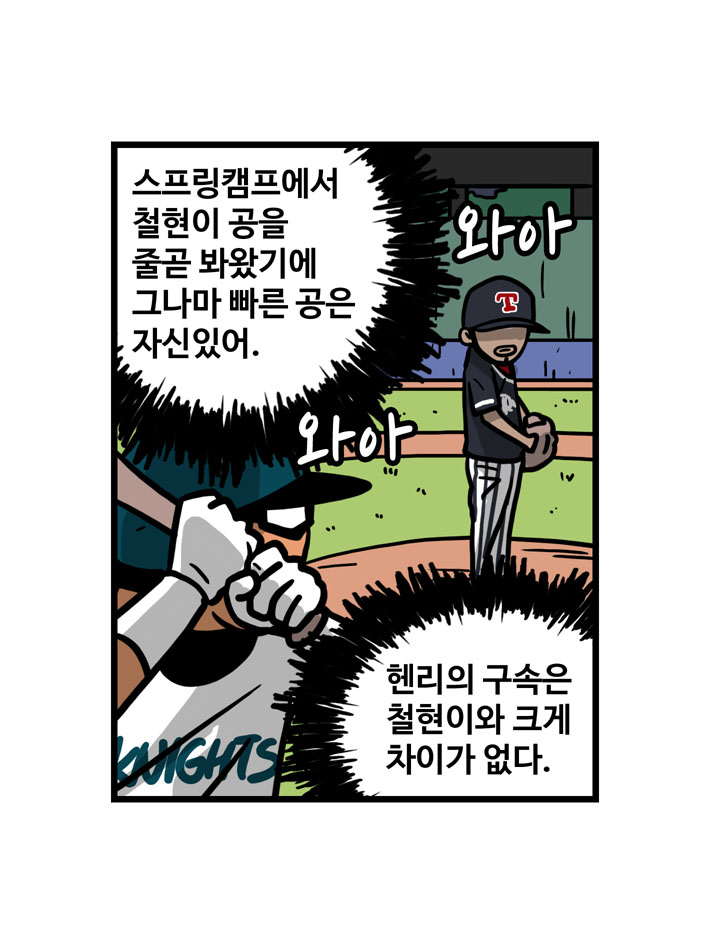 스프링캠프에서
철현이 공을
줄곧 봐왔기에
그나마 빠른 공은
자신있어.
와아
T
와아
KNIGHTS
헨리의 구속은
철현이와 크게
차이가 없다.